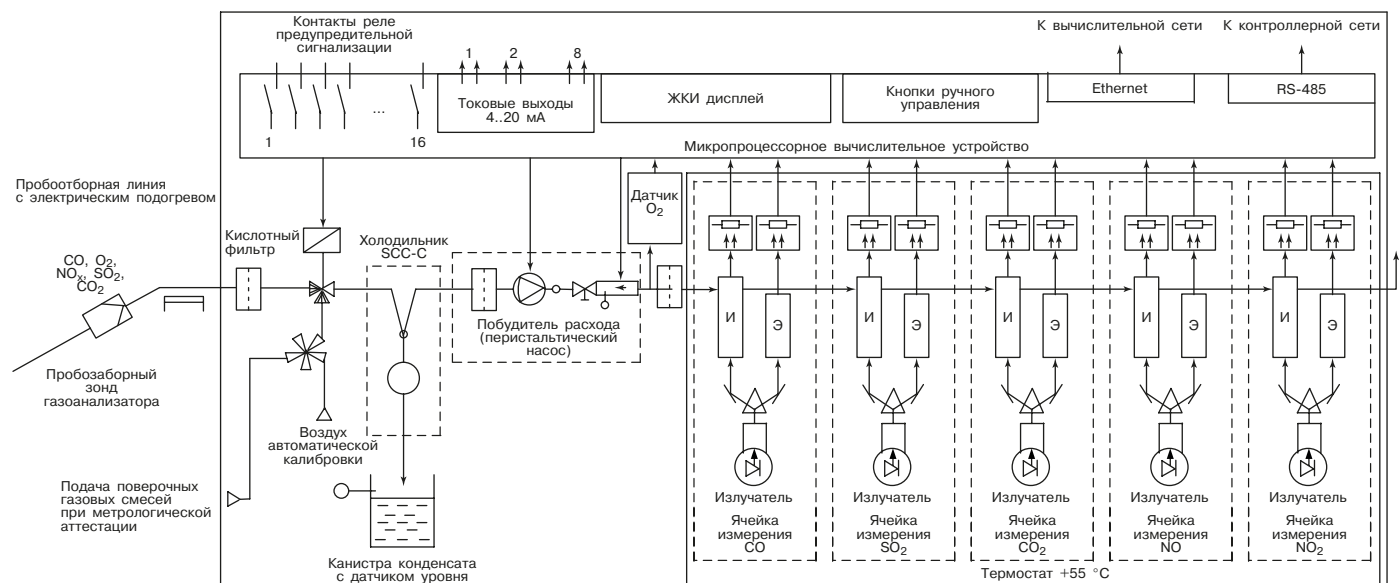 Контакты реле
предупредительной
сигнализации
1
2
8
К вычислительной сети
К контроллерной сети
Токовые выходы
4..20 мА
ЖКИ дисплей
Кнопки ручного
управления
Ethernet
RS-485
...
1
16
Микропроцессорное вычислительное устройство
Пробоотборная линия
с электрическим подогревом
Датчик
O₂
Кислотный
фильтр
Холодильник
SCC-C
CO, O₂,
NOₓ, SO₂,
CO₂
Побудитель расхода
(перистальтический
насос)
И
Э
И
Э
И
Э
И
Э
И
Э
Пробозаборный
зонд
газоанализатора
Воздух
автоматической
калибровки
Подача поверочных
газовых смесей
при метрологической
аттестации
Канистра конденсата
с датчиком уровня
Излучатель
Ячейка
измерения
CO
Излучатель
Ячейка
измерения
SO₂
Излучатель
Ячейка
измерения
CO₂
Излучатель
Ячейка
измерения
NO
Излучатель
Ячейка
измерения
NO₂
Термостат +55 °С